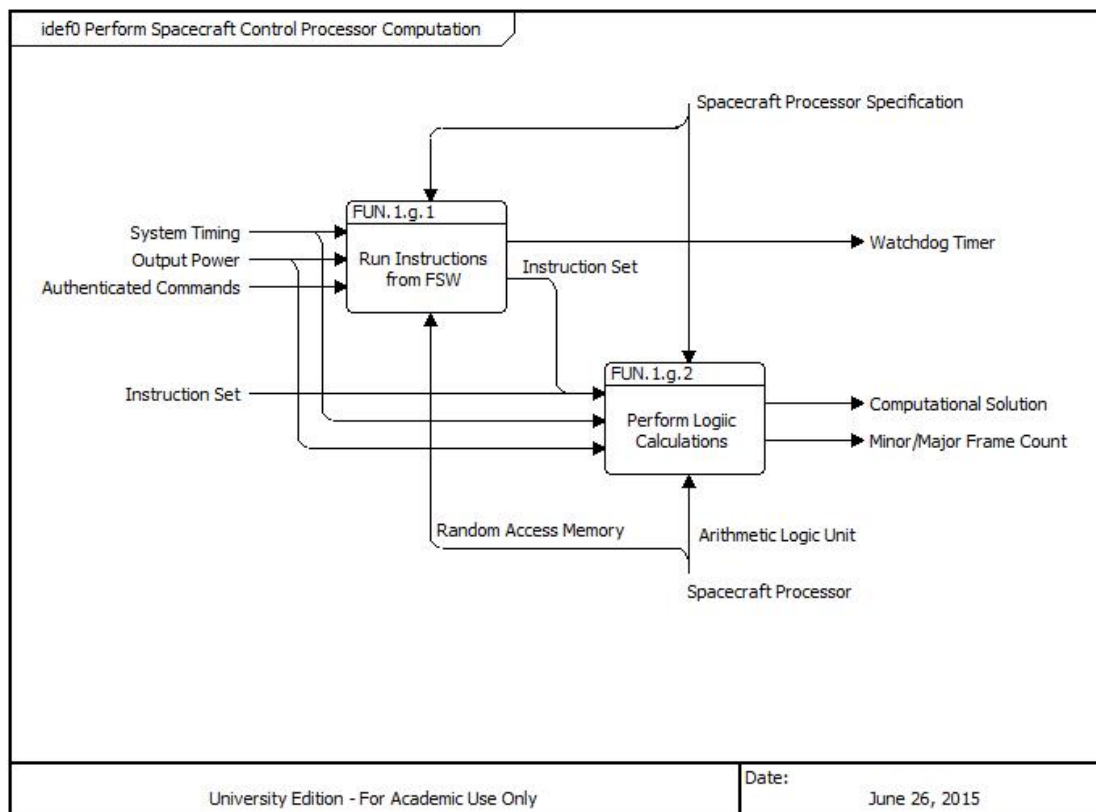 idef0 Perform Spacecraft Control Processor Computation
Spacecraft Processor Specification
FUN.1.g.1
Run Instructions
from FSW
System Timing
Output Power
Authenticated Commands
Watchdog Timer
Instruction Set
Instruction Set
FUN.1.g.2
Perform Logiic
Calculations
Computational Solution
Minor/Major Frame Count
Random Access Memory
Arithmetic Logic Unit
Spacecraft Processor
University Edition - For Academic Use Only
Date:
June 26, 2015